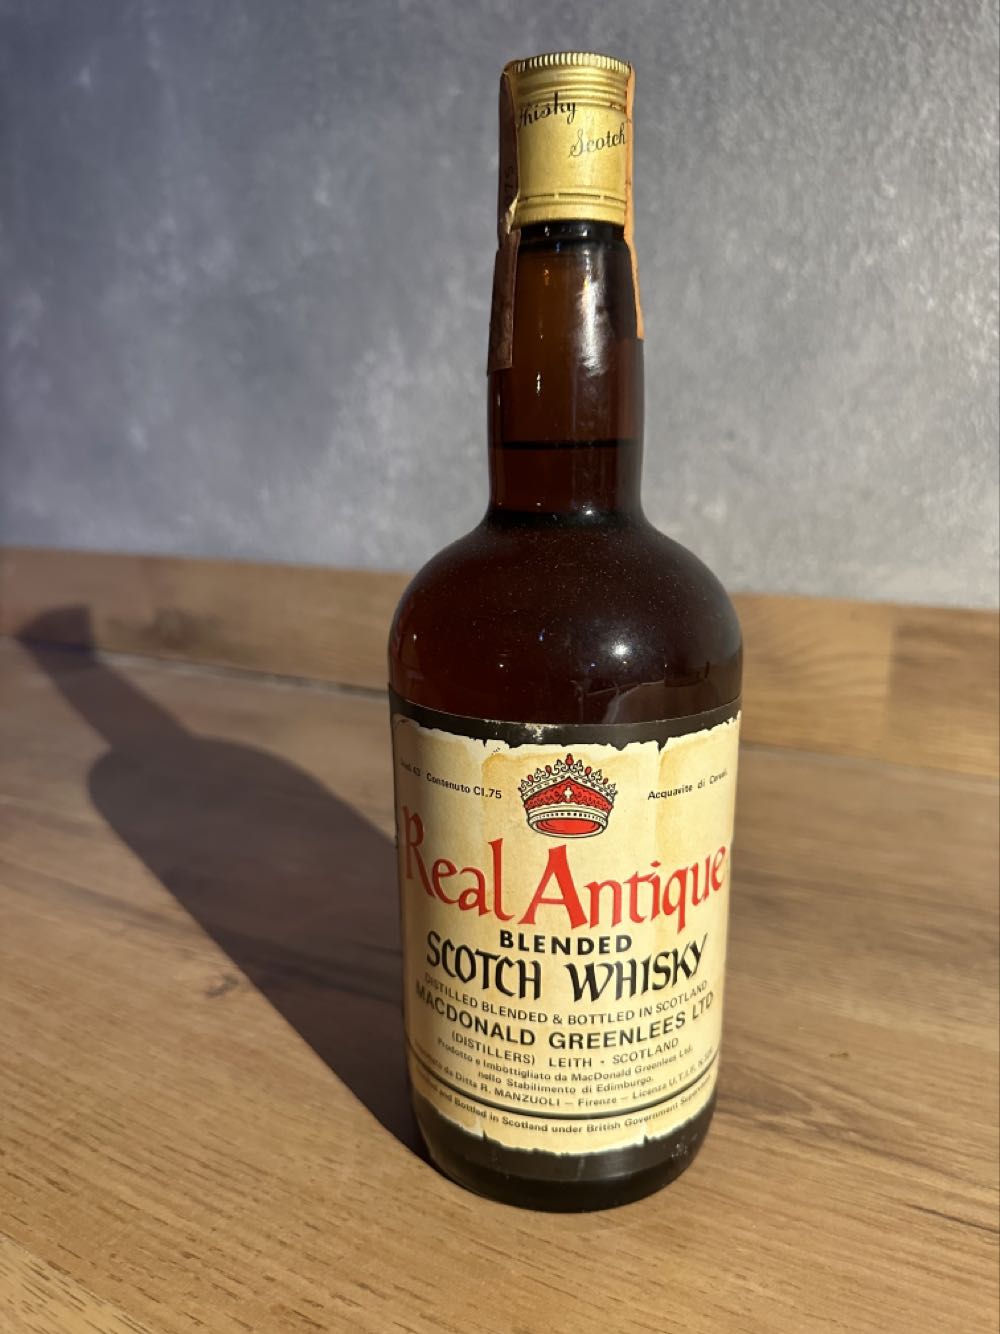 Whisky
Scotch
75
Contenuto Cl.75
Acquavite di Cereali
Real Antique
BLENDED
SCOTCH WHISKY
DISTILLED BLENDED & BOTTLED IN SCOTLAND
MACDONALD GREENLEES LTD
(DISTILLERS) LEITH - SCOTLAND
Prodotto e Imbottigliato da MacDonald Greenlees Ltd.
nello Stabilimento di Edimburgo.
da Ditta R. MANZUOLI — Firenze — Licenza U.T.I.F.
and Bottled in Scotland under British Government